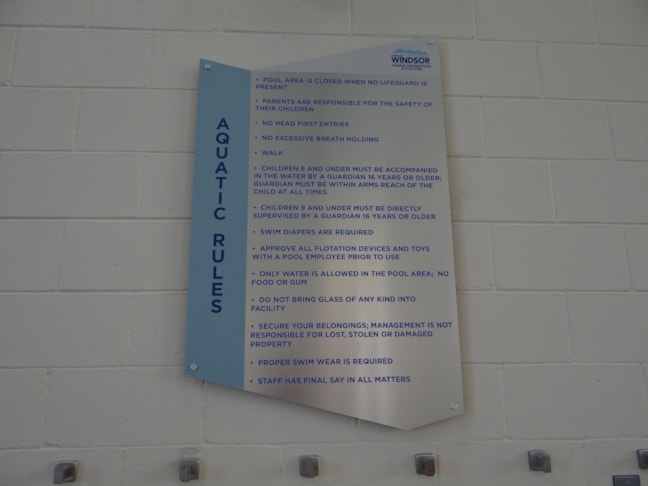 WINDSOR
AQUATIC RULES
• POOL AREA IS CLOSED WHEN NO LIFEGUARD IS
PRESENT
• PARENTS ARE RESPONSIBLE FOR THE SAFETY OF
THEIR CHILDREN
• NO HEAD FIRST ENTRIES
• NO EXCESSIVE BREATH HOLDING
• WALK
• CHILDREN 6 AND UNDER MUST BE ACCOMPANIED
IN THE WATER BY A GUARDIAN 16 YEARS OR OLDER;
GUARDIAN MUST BE WITHIN ARMS REACH OF THE
CHILD AT ALL TIMES
• CHILDREN 9 AND UNDER MUST BE DIRECTLY
SUPERVISED BY A GUARDIAN 16 YEARS OR OLDER
• SWIM DIAPERS ARE REQUIRED
• APPROVE ALL FLOTATION DEVICES AND TOYS
WITH A POOL EMPLOYEE PRIOR TO USE
• ONLY WATER IS ALLOWED IN THE POOL AREA; NO
FOOD OR GUM
• DO NOT BRING GLASS OF ANY KIND INTO
FACILITY
• SECURE YOUR BELONGINGS; MANAGEMENT IS NOT
RESPONSIBLE FOR LOST, STOLEN OR DAMAGED
PROPERTY
• PROPER SWIM WEAR IS REQUIRED
• STAFF HAS FINAL SAY IN ALL MATTERS